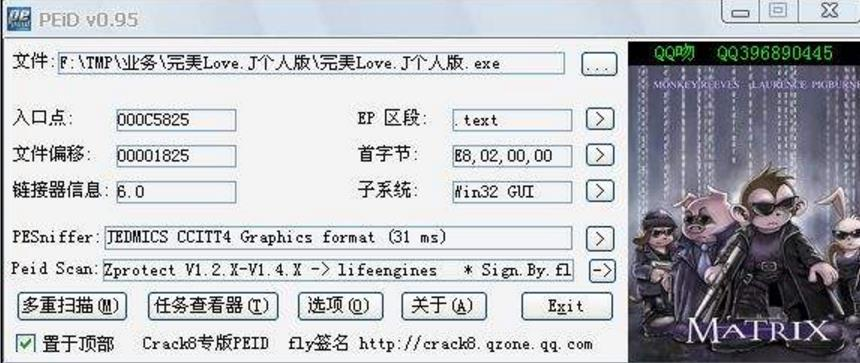 PEiD v0.95
文件: F:\TMP\业务\完美Love.J个人版\完美Love.J个人版.exe ...
QQ吻 QQ396890445
MONKEY REEVES LAURENCE PIGBURN
入口点: 000C5825 EP 区段: .text >
文件偏移: 00001825 首字节: E8,02,00,00 >
链接器信息: 6.0 子系统: Win32 GUI >
PESniffer: JEDMICS CCITT4 Graphics format (31 ms) >
Peid Scan: Zprotect V1.2.X-V1.4.X -> lifeengines * Sign.By.fl ->
多重扫描(M) 任务查看器(T) 选项(O) 关于(A) Exit
MATRIX
置于顶部 Crack8专版PEID fly签名 http://crack8.qzone.qq.com